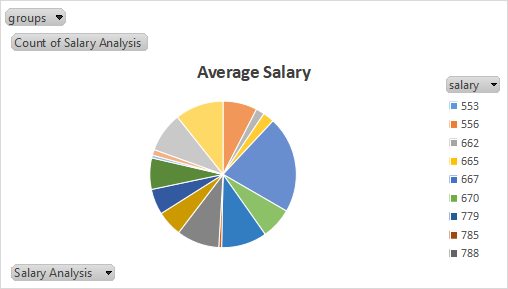 groups
Count of Salary Analysis
Average Salary
salary
553
556
662
665
667
670
779
785
788
Salary Analysis